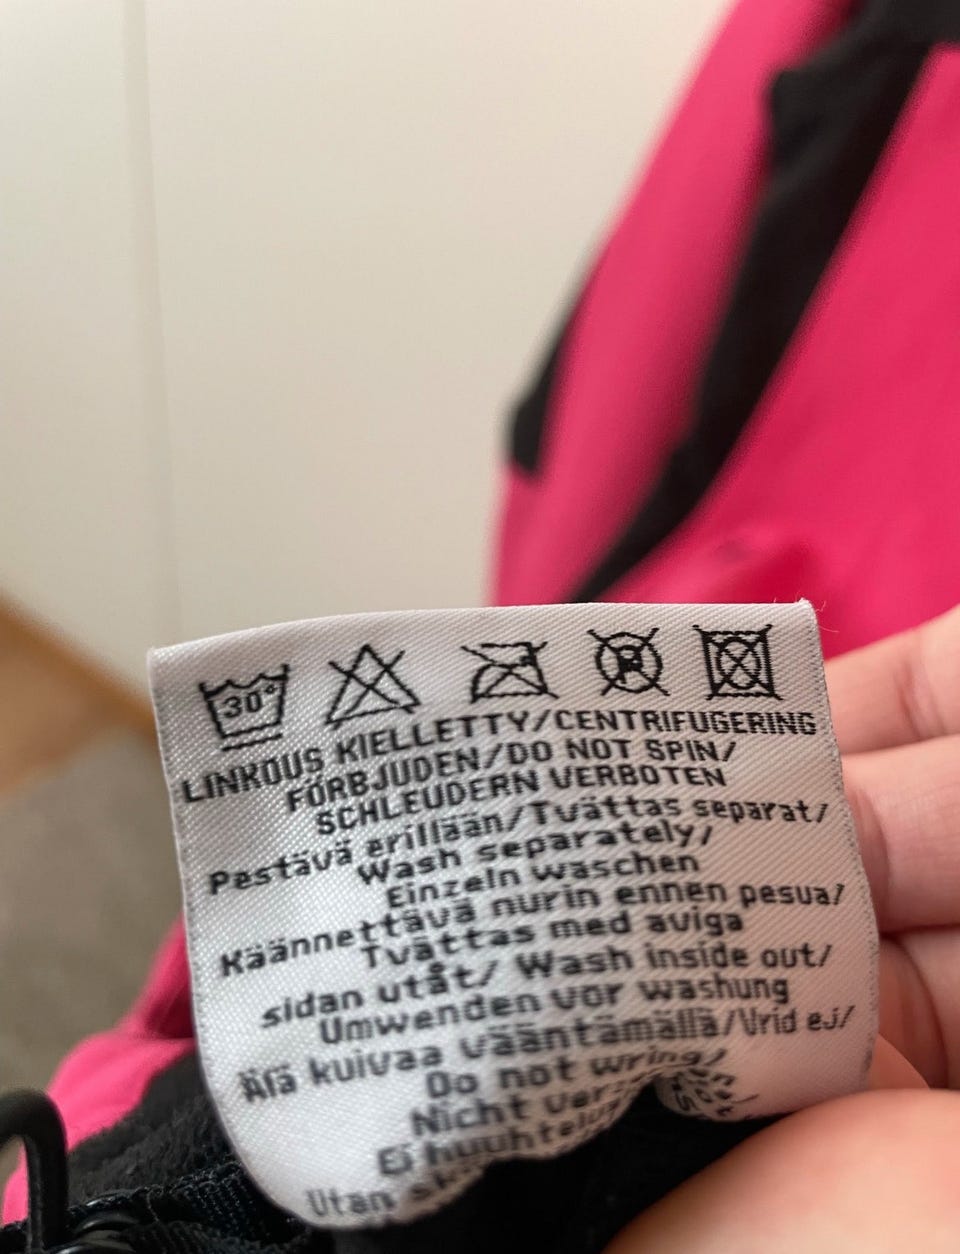 30°
P
LINKOUS KIELLETTY/CENTRIFUGERING
FÖRBJUDEN/DO NOT SPIN/
SCHLEUDERN VERBOTEN
Pestävä erillään/Tvättas separat/
Wash separately/
Einzeln waschen
Käännettävä nurin ennen pesua/
Tvättas med aviga
sidan utåt/ Wash inside out/
Umwenden vor washung
Älä kuivaa vääntämällä/Vrid ej/
Do not wring/
Nicht
Ei
Utan